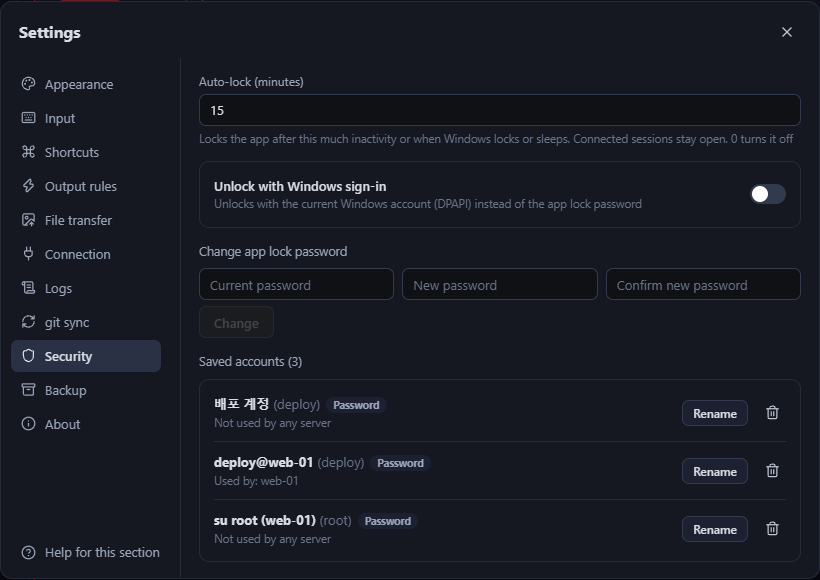 Settings
Appearance
Input
Shortcuts
Output rules
File transfer
Connection
Logs
git sync
Security
Backup
About
Help for this section
Auto-lock (minutes)
15
Locks the app after this much inactivity or when Windows locks or sleeps. Connected sessions stay open. 0 turns it off
Unlock with Windows sign-in
Unlocks with the current Windows account (DPAPI) instead of the app lock password
Change app lock password
Current password
New password
Confirm new password
Change
Saved accounts (3)
배포 계정 (deploy) Password
Not used by any server
Rename
deploy@web-01 (deploy) Password
Used by: web-01
Rename
su root (web-01) (root) Password
Not used by any server
Rename